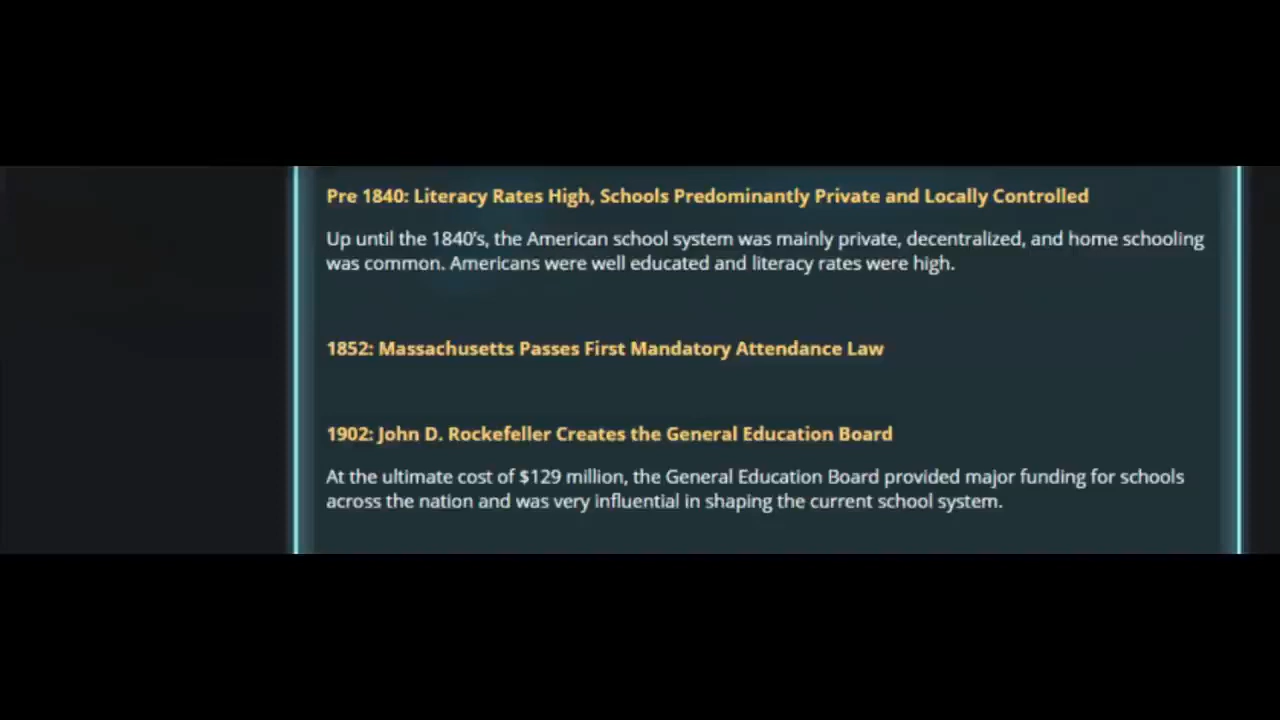 Pre 1840: Literacy Rates High, Schools Predominantly Private and Locally Controlled
Up until the 1840's, the American school system was mainly private, decentralized, and home schooling
was common. Americans were well educated and literacy rates were high.
1852: Massachusetts Passes First Mandatory Attendance Law
1902: John D. Rockefeller Creates the General Education Board
At the ultimate cost of $129 million, the General Education Board provided major funding for schools
across the nation and was very influential in shaping the current school system.